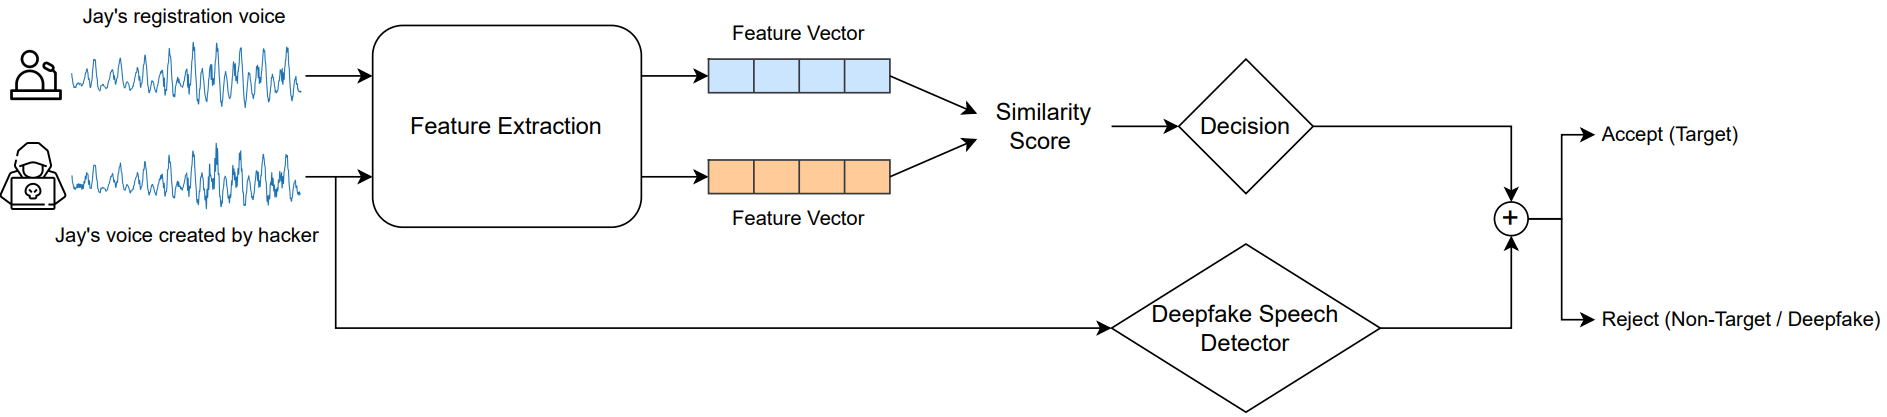 Jay's registration voice
Jay's voice created by hacker
Feature Extraction
Feature Vector
Feature Vector
Similarity
Score
Decision
Deepfake Speech
Detector
+
Accept (Target)
Reject (Non-Target / Deepfake)